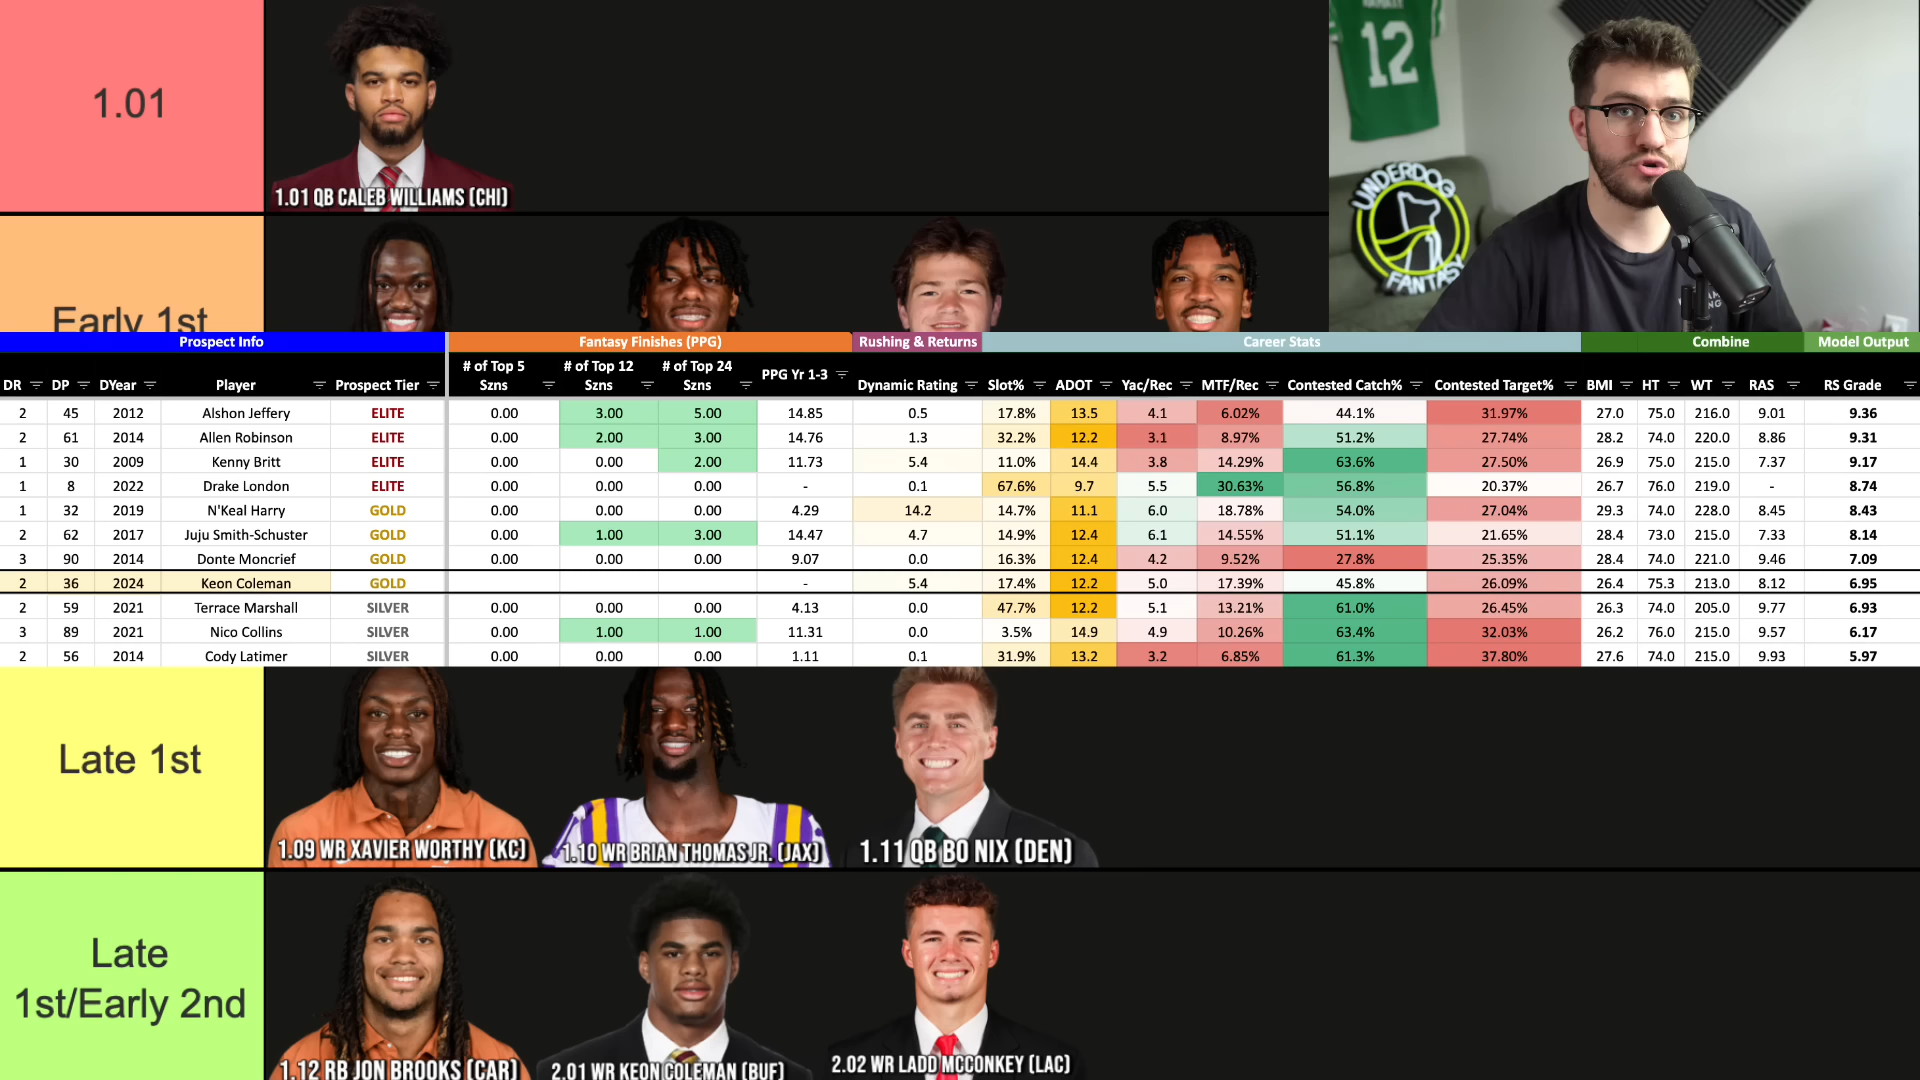 1.01
1.01 QB CALEB WILLIAMS (CHI)
12
UNDERDOG
FANTASY
Early 1st
Prospect Info
Fantasy Finishes (PPG)
Rushing & Returns
Career Stats
Combine
Model Output
DR DP DYear Player Prospect Tier # of Top 5 Szns # of Top 12 Szns # of Top 24 Szns PPG Yr 1-3 Dynamic Rating Slot% ADOT Yac/Rec MTF/Rec Contested Catch% Contested Target% BMI HT WT RAS RS Grade
2 45 2012 Alshon Jeffery ELITE 0.00 3.00 5.00 14.85 0.5 17.8% 13.5 4.1 6.02% 44.1% 31.97% 27.0 75.0 216.0 9.01 9.36
2 61 2014 Allen Robinson ELITE 0.00 2.00 3.00 14.76 1.3 32.2% 12.2 3.1 8.97% 51.2% 27.74% 28.2 74.0 220.0 8.86 9.31
1 30 2009 Kenny Britt ELITE 0.00 0.00 2.00 11.73 5.4 11.0% 14.4 3.8 14.29% 63.6% 27.50% 26.9 75.0 215.0 7.37 9.17
1 8 2022 Drake London ELITE 0.00 0.00 0.00 - 0.1 67.6% 9.7 5.5 30.63% 56.8% 20.37% 26.7 76.0 219.0 - 8.74
1 32 2019 N'Keal Harry GOLD 0.00 0.00 0.00 4.29 14.2 14.7% 11.1 6.0 18.78% 54.0% 27.04% 29.3 74.0 228.0 8.45 8.43
2 62 2017 Juju Smith-Schuster GOLD 0.00 1.00 3.00 14.47 4.7 14.9% 12.4 6.1 14.55% 51.1% 21.65% 28.4 73.0 215.0 7.33 8.14
3 90 2014 Donte Moncrief GOLD 0.00 0.00 0.00 9.07 0.0 16.3% 12.4 4.2 9.52% 27.8% 25.35% 28.4 74.0 221.0 9.46 7.09
2 36 2024 Keon Coleman GOLD - 5.4 17.4% 12.2 5.0 17.39% 45.8% 26.09% 26.4 75.3 213.0 8.12 6.95
2 59 2021 Terrace Marshall SILVER 0.00 0.00 0.00 4.13 0.0 47.7% 12.2 5.1 13.21% 61.0% 26.45% 26.3 74.0 205.0 9.77 6.93
3 89 2021 Nico Collins SILVER 0.00 1.00 1.00 11.31 0.0 3.5% 14.9 4.9 10.26% 63.4% 32.03% 26.2 76.0 215.0 9.57 6.17
2 56 2014 Cody Latimer SILVER 0.00 0.00 0.00 1.11 0.1 31.9% 13.2 3.2 6.85% 61.3% 37.80% 27.6 74.0 215.0 9.93 5.97
Late 1st
1.09 WR XAVIER WORTHY (KC)
1.10 WR BRIAN THOMAS JR. (JAX)
1.11 QB BO NIX (DEN)
Late
1st/Early 2nd
1.12 RB JON BROOKS (CAR)
2.01 WR KEON COLEMAN (BUF)
2.02 WR LADD MCCONKEY (LAC)